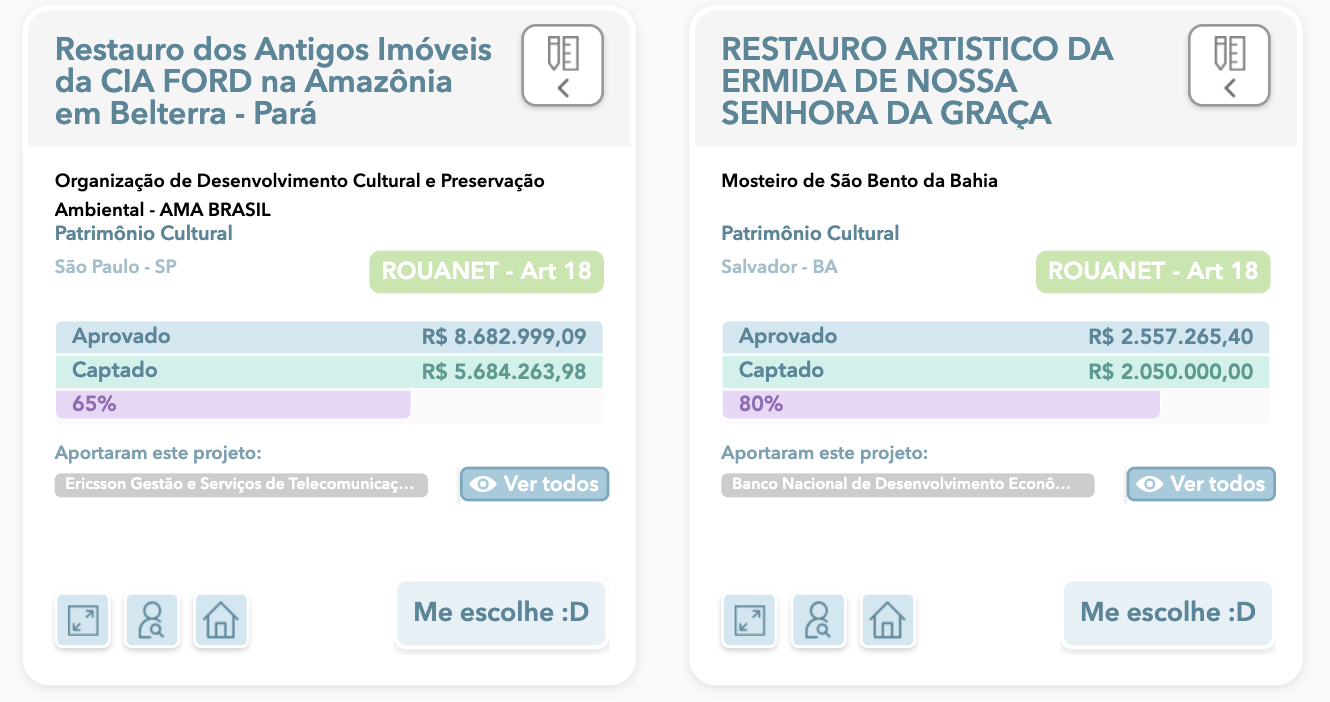 Restauro dos Antigos Imóveis
da CIA FORD na Amazônia
em Belterra - Pará
Organização de Desenvolvimento Cultural e Preservação
Ambiental - AMA BRASIL
Patrimônio Cultural
São Paulo - SP
ROUANET - Art 18
Aprovado R$ 8.682.999,09
Captado R$ 5.684.263,98
65%
Aportaram este projeto:
Ericsson Gestão e Serviços de Telecomunicaç...
Ver todos
Me escolhe :D
RESTAURO ARTISTICO DA
ERMIDA DE NOSSA
SENHORA DA GRAÇA
Mosteiro de São Bento da Bahia
Patrimônio Cultural
Salvador - BA
ROUANET - Art 18
Aprovado R$ 2.557.265,40
Captado R$ 2.050.000,00
80%
Aportaram este projeto:
Banco Nacional de Desenvolvimento Econô...
Ver todos
Me escolhe :D